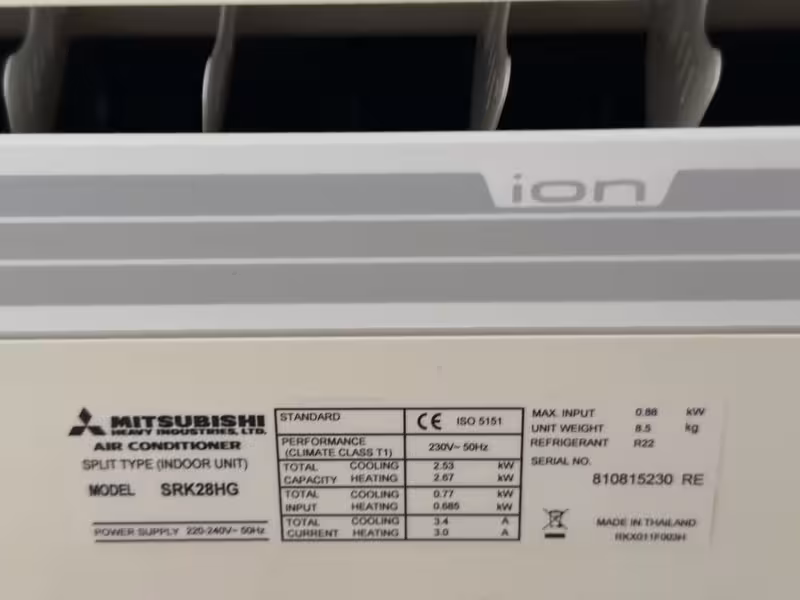 ion
MITSUBISHI
HEAVY INDUSTRIES, LTD.
AIR CONDITIONER
SPLIT TYPE (INDOOR UNIT)
MODEL SRK28HG
POWER SUPPLY 220-240V~ 50Hz
STANDARD CE ISO 5151
PERFORMANCE
(CLIMATE CLASS T1) 230V~ 50Hz
TOTAL COOLING 2.53 kW
CAPACITY HEATING 2.67 kW
TOTAL COOLING 0.77 kW
INPUT HEATING 0.685 kW
TOTAL COOLING 3.4 A
CURRENT HEATING 3.0 A
MAX. INPUT 0.88 kW
UNIT WEIGHT 8.5 kg
REFRIGERANT R22
SERIAL NO.
810815230 RE
MADE IN THAILAND
RKX011F003H